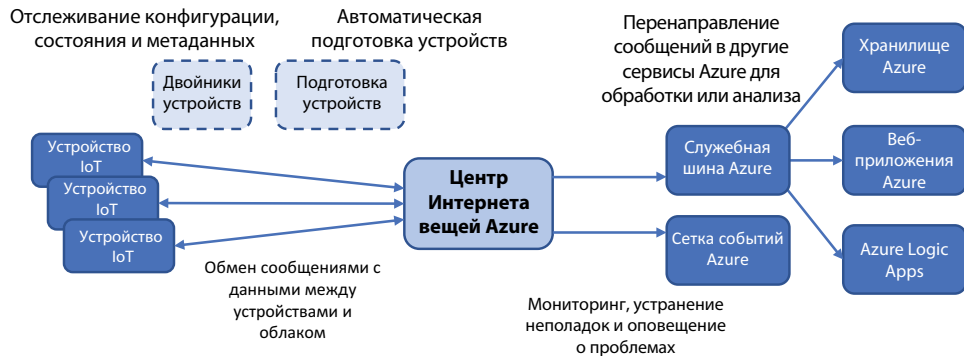 Отслеживание конфигурации,
состояния и метаданных
Автоматическая
подготовка устройств
Перенаправление
сообщений в другие
сервисы Azure для
обработки или анализа
Двойники
устройств
Подготовка
устройств
Хранилище
Azure
Устройство
IoT
Устройство
IoT
Устройство
IoT
Центр
Интернета
вещей Azure
Служебная
шина Azure
Веб-
приложения
Azure
Сетка событий
Azure
Azure Logic
Apps
Обмен сообщениями с
данными между
устройствами и
облаком
Мониторинг, устранение
неполадок и оповещение
о проблемах